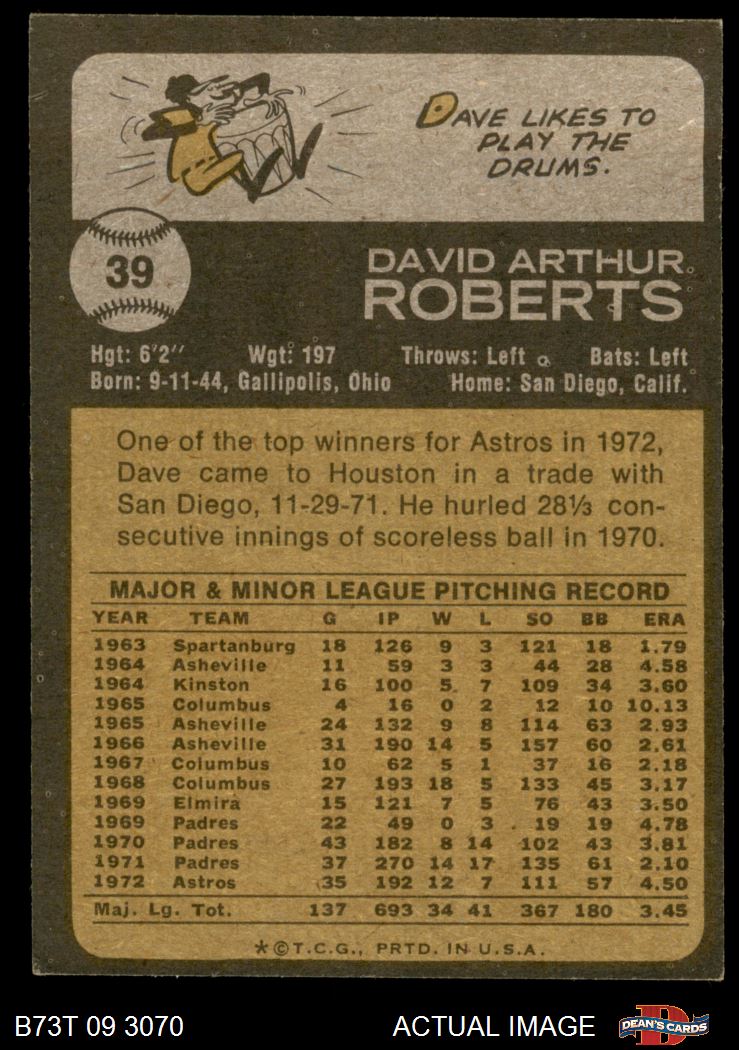 DAVE LIKES TO
PLAY THE
DRUMS.
39
DAVID ARTHUR
ROBERTS
Hgt: 6'2" Wgt: 197 Throws: Left Bats: Left
Born: 9-11-44, Gallipolis, Ohio Home: San Diego, Calif.
One of the top winners for Astros in 1972,
Dave came to Houston in a trade with
San Diego, 11-29-71. He hurled 28⅓ con-
secutive innings of scoreless ball in 1970.
MAJOR & MINOR LEAGUE PITCHING RECORD
YEAR TEAM G IP W L SO BB ERA
1963 Spartanburg 18 126 9 3 121 18 1.79
1964 Asheville 11 59 3 3 44 28 4.58
1964 Kinston 16 100 5 7 109 34 3.60
1965 Columbus 4 16 0 2 12 10 10.13
1965 Asheville 24 132 9 8 114 63 2.93
1966 Asheville 31 190 14 5 157 60 2.61
1967 Columbus 10 62 5 1 37 16 2.18
1968 Columbus 27 193 18 5 133 45 3.17
1969 Elmira 15 121 7 5 76 43 3.50
1969 Padres 22 49 0 3 19 19 4.78
1970 Padres 43 182 8 14 102 43 3.81
1971 Padres 37 270 14 17 135 61 2.10
1972 Astros 35 192 12 7 111 57 4.50
Maj. Lg. Tot. 137 693 34 41 367 180 3.45
*©T.C.G., PRTD. IN U.S.A.
B73T 09 3070 ACTUAL IMAGE DEAN'S CARDS